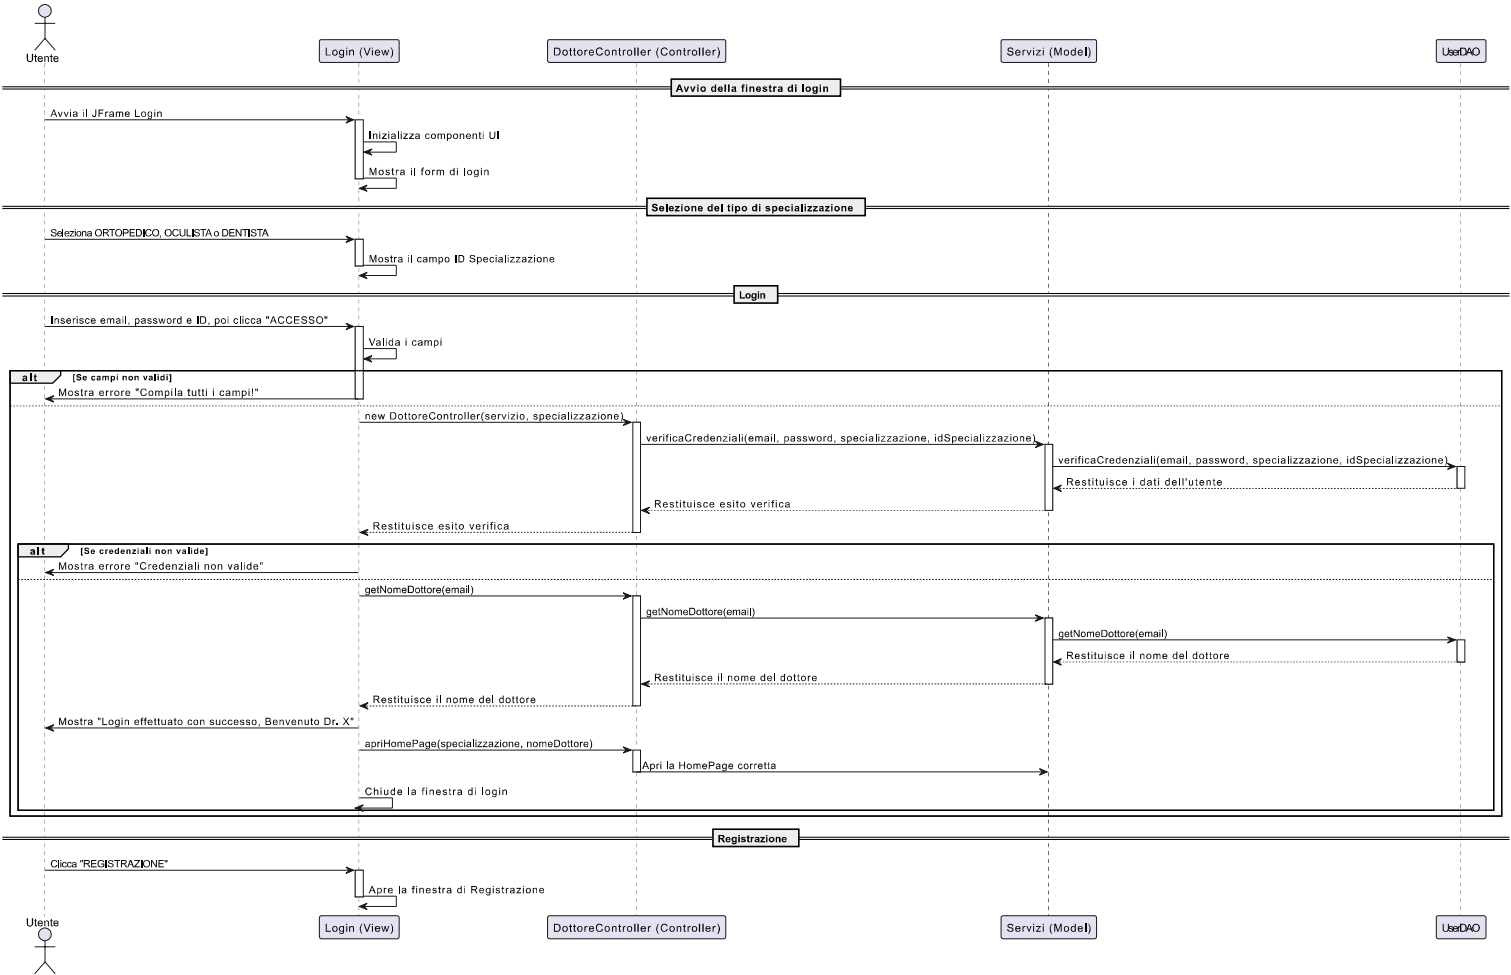 Utente
Login (View)
DottoreController (Controller)
Servizi (Model)
UserDAO
Avvio della finestra di login
Avvia il JFrame Login
Inizializza componenti UI
Mostra il form di login
Selezione del tipo di specializzazione
Seleziona ORTOPEDICO, OCULISTA o DENTISTA
Mostra il campo ID Specializzazione
Login
Inserisce email, password e ID, poi clicca "ACCESSO"
Valida i campi
alt [Se campi non validi]
Mostra errore "Compila tutti i campi!"
new DottoreController(servizio, specializzazione)
verificaCredenziali(email, password, specializzazione, idSpecializzazione)
verificaCredenziali(email, password, specializzazione, idSpecializzazione)
Restituisce i dati dell'utente
Restituisce esito verifica
Restituisce esito verifica
alt [Se credenziali non valide]
Mostra errore "Credenziali non valide"
getNomeDottore(email)
getNomeDottore(email)
getNomeDottore(email)
Restituisce il nome del dottore
Restituisce il nome del dottore
Restituisce il nome del dottore
Mostra "Login effettuato con successo, Benvenuto Dr. X"
apriHomePage(specializzazione, nomeDottore)
Apri la HomePage corretta
Chiude la finestra di login
Registrazione
Clicca "REGISTRAZIONE"
Apre la finestra di Registrazione
Utente
Login (View)
DottoreController (Controller)
Servizi (Model)
UserDAO